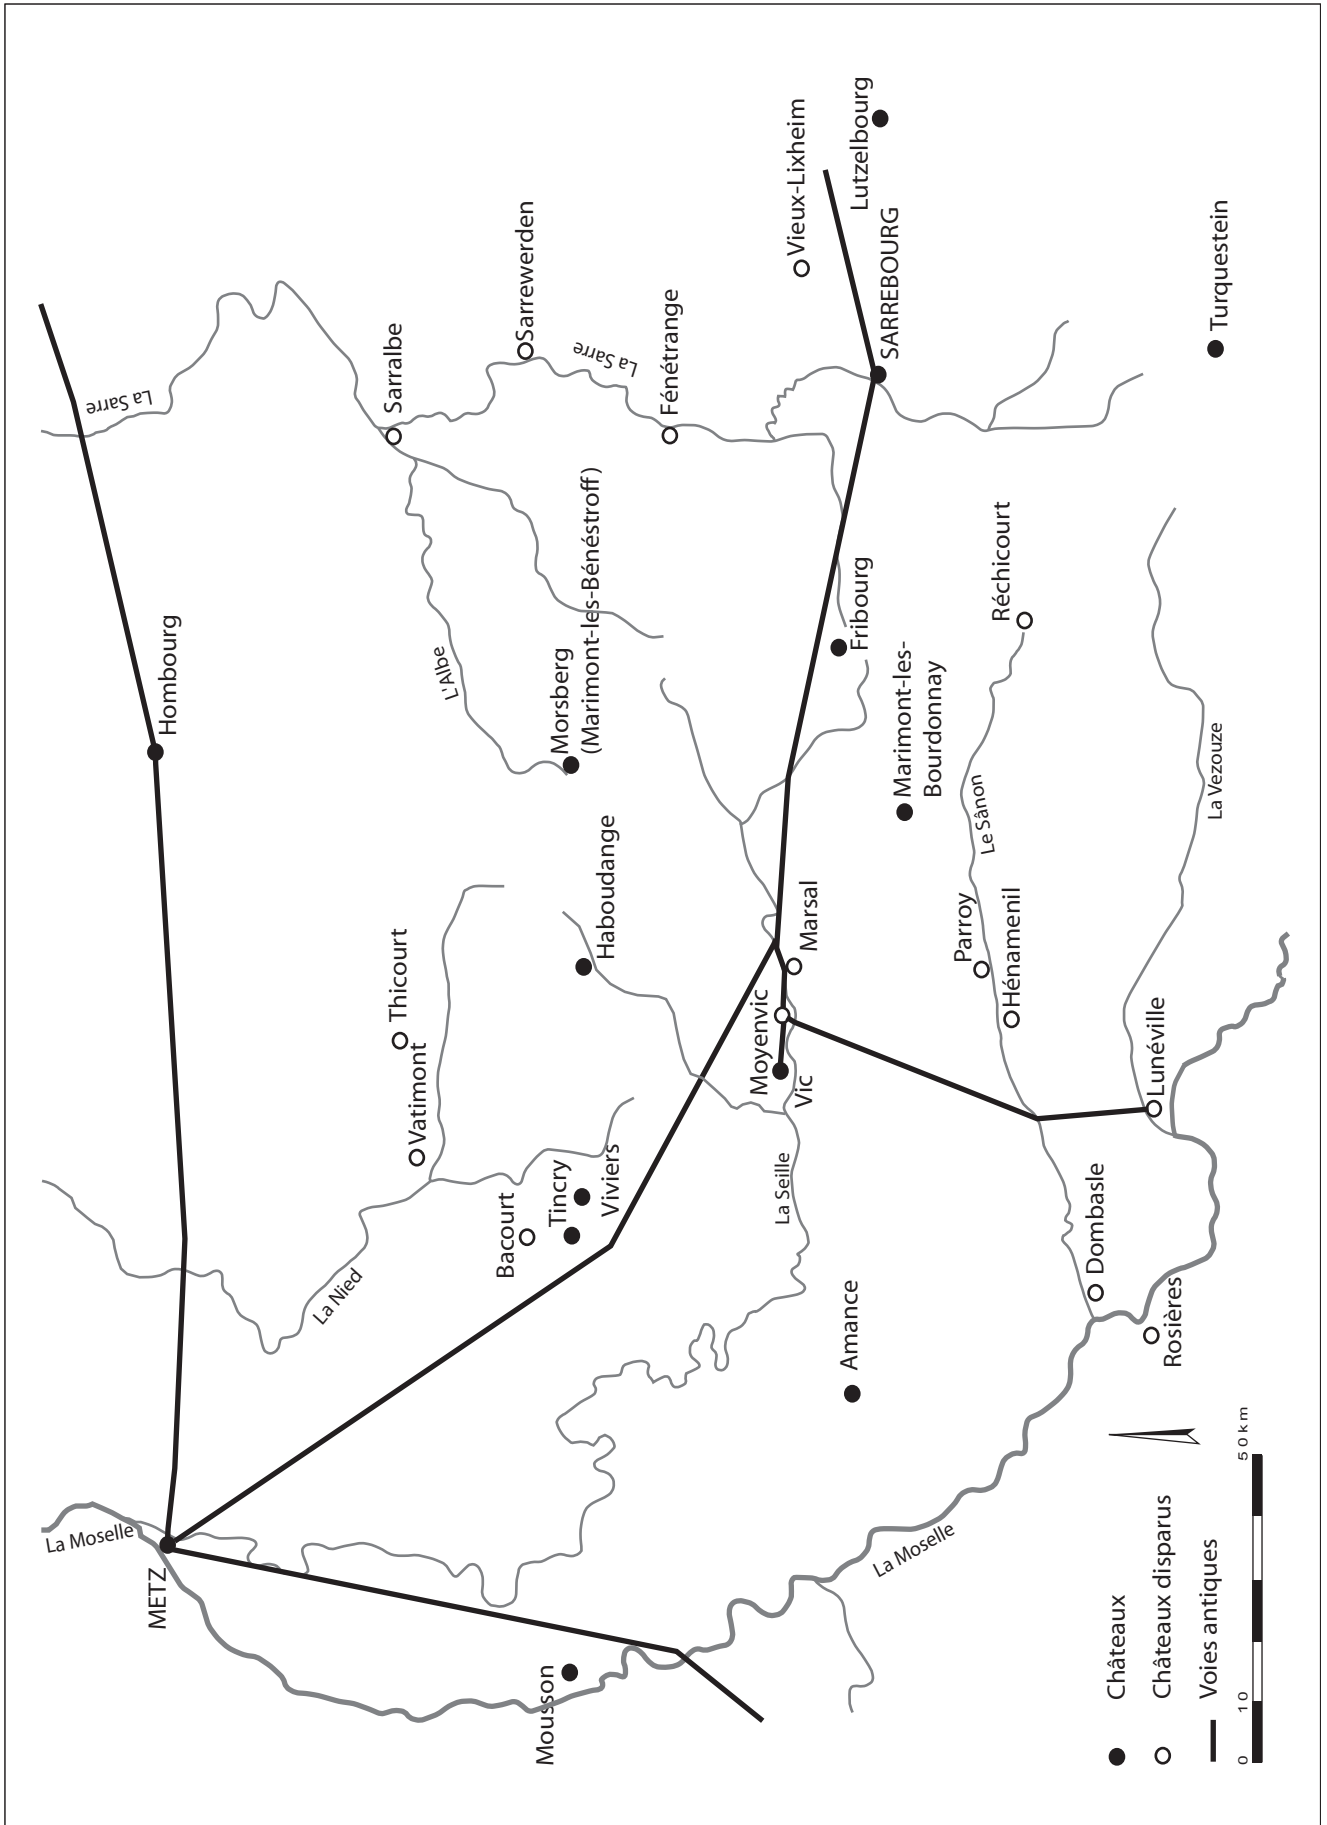 La Moselle
METZ
Hombourg
La Sarre
Sarralbe
Sarrewerden
La Sarre
Fénétrange
Vieux-Lixheim
Lutzelbourg
SARREBOURG
Turquestein
L'Albe
Morsberg
(Marimont-les-Bénéstroff)
Fribourg
Réchicourt
Marimont-les-
Bourdonnay
Le Sânon
La Vezouze
Thicourt
Vatimont
Haboudange
Marsal
Moyenvic
Vic
Parroy
Hénamenil
Lunéville
La Nied
Bacourt
Tincry
Viviers
La Seille
Dombasle
Rosières
Amance
Mousson
La Moselle
Châteaux
Châteaux disparus
Voies antiques
0 10 50 km